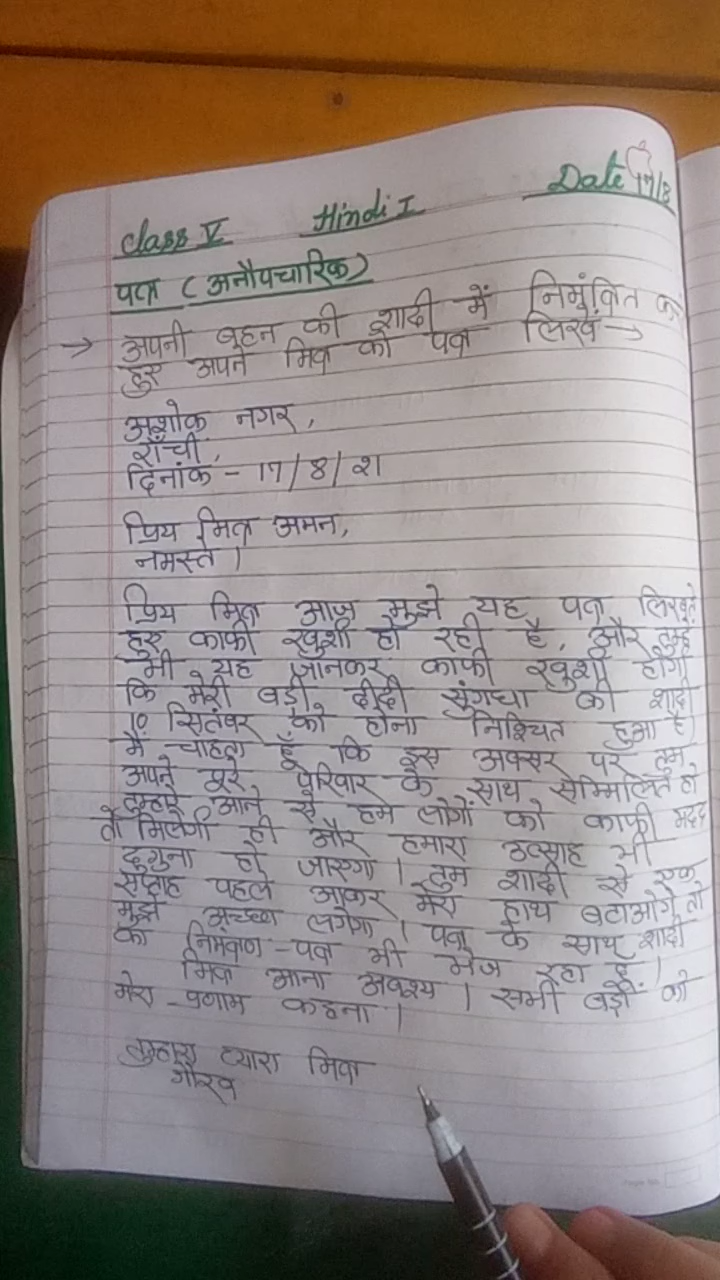 Class V Hindi I Date 17/8
पत्र (अनौपचारिक)
→ अपनी बहन की शादी में निमंत्रित
हुए अपने मित्र को पत्र लिखें →
अशोक नगर,
राँची,
दिनांक - 17/8/21
प्रिय मित्र अमन,
नमस्ते।
प्रिय मित्र आज मुझे यह पत्र लिखते
हुए काफी खुशी हो रही है, और तुम्हें
भी यह जानकर काफी खुशी होगी
कि मेरी बड़ी दीदी सुगंधा की शादी
10 सितंबर को होना निश्चित हुआ है
मैं चाहता हूँ कि इस अवसर पर तुम
अपने पूरे परिवार के साथ सम्मिलित हो
तुम्हारे आने से हम लोगों को काफी मदद
तो मिलेगी ही और हमारा उत्साह भी
दुगुना हो जाएगा। तुम शादी से एक
सप्ताह पहले आकर मेरा हाथ बटाओगे तो
मुझे अच्छा लगेगा। पत्र के साथ शादी
का निमंत्रण-पत्र भी भेज रहा हूँ।
मित्र आना अवश्य। सभी बड़ों को
मेरा प्रणाम कहना।
तुम्हारा प्यारा मित्र
गौरव